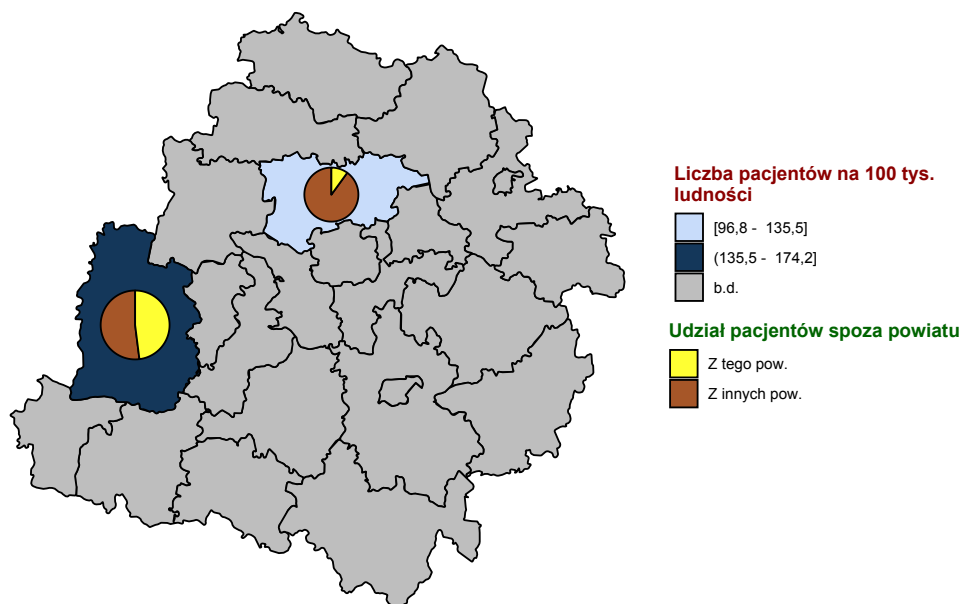 Liczba pacjentów na 100 tys.
ludności
[96,8 - 135,5]
(135,5 - 174,2]
b.d.
Udział pacjentów spoza powiatu
Z tego pow.
Z innych pow.